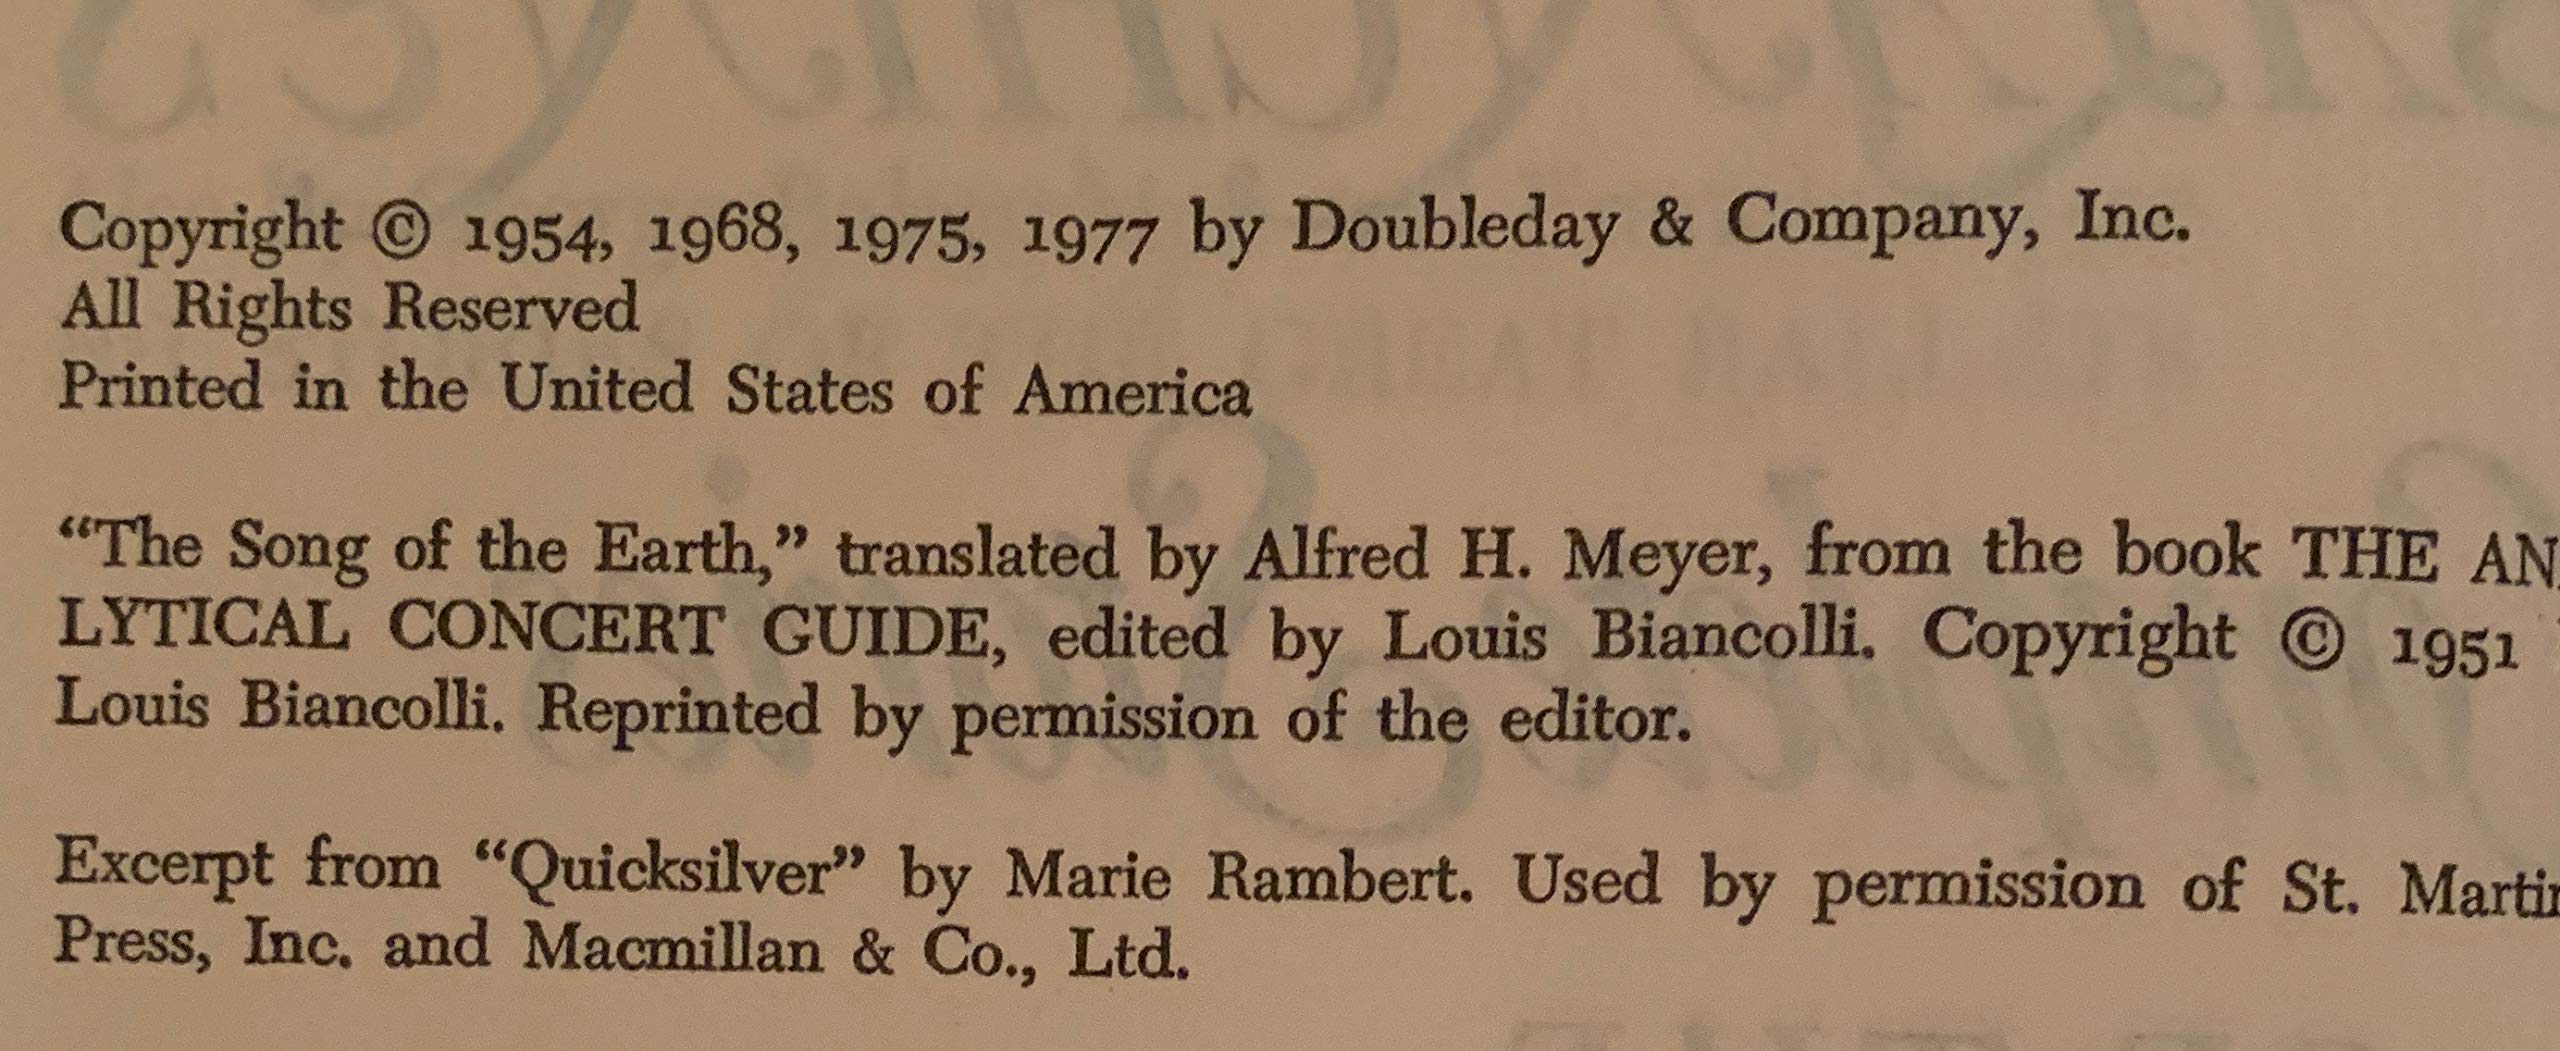 Copyright © 1954, 1968, 1975, 1977 by Doubleday & Company, Inc.
All Rights Reserved
Printed in the United States of America
“The Song of the Earth,” translated by Alfred H. Meyer, from the book THE AN
LYTICAL CONCERT GUIDE, edited by Louis Biancolli. Copyright © 1951
Louis Biancolli. Reprinted by permission of the editor.
Excerpt from “Quicksilver” by Marie Rambert. Used by permission of St. Martin
Press, Inc. and Macmillan & Co., Ltd.